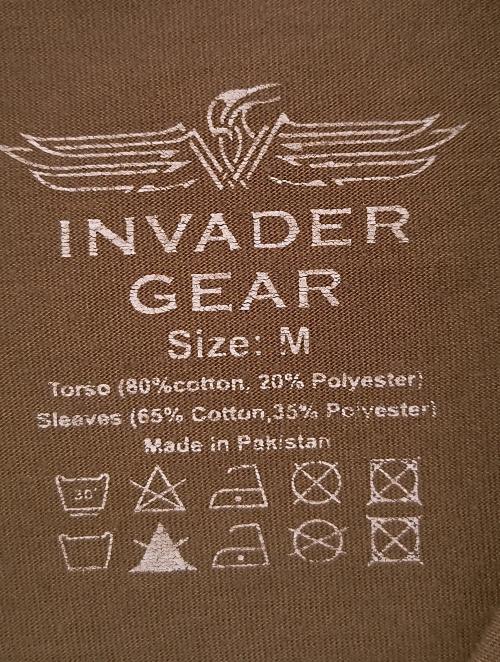 INVADER
GEAR
Size: M
Torso (80%cotton, 20% Polyester)
Sleeves (65% Cotton,35% Polyester)
Made in Pakistan
30°